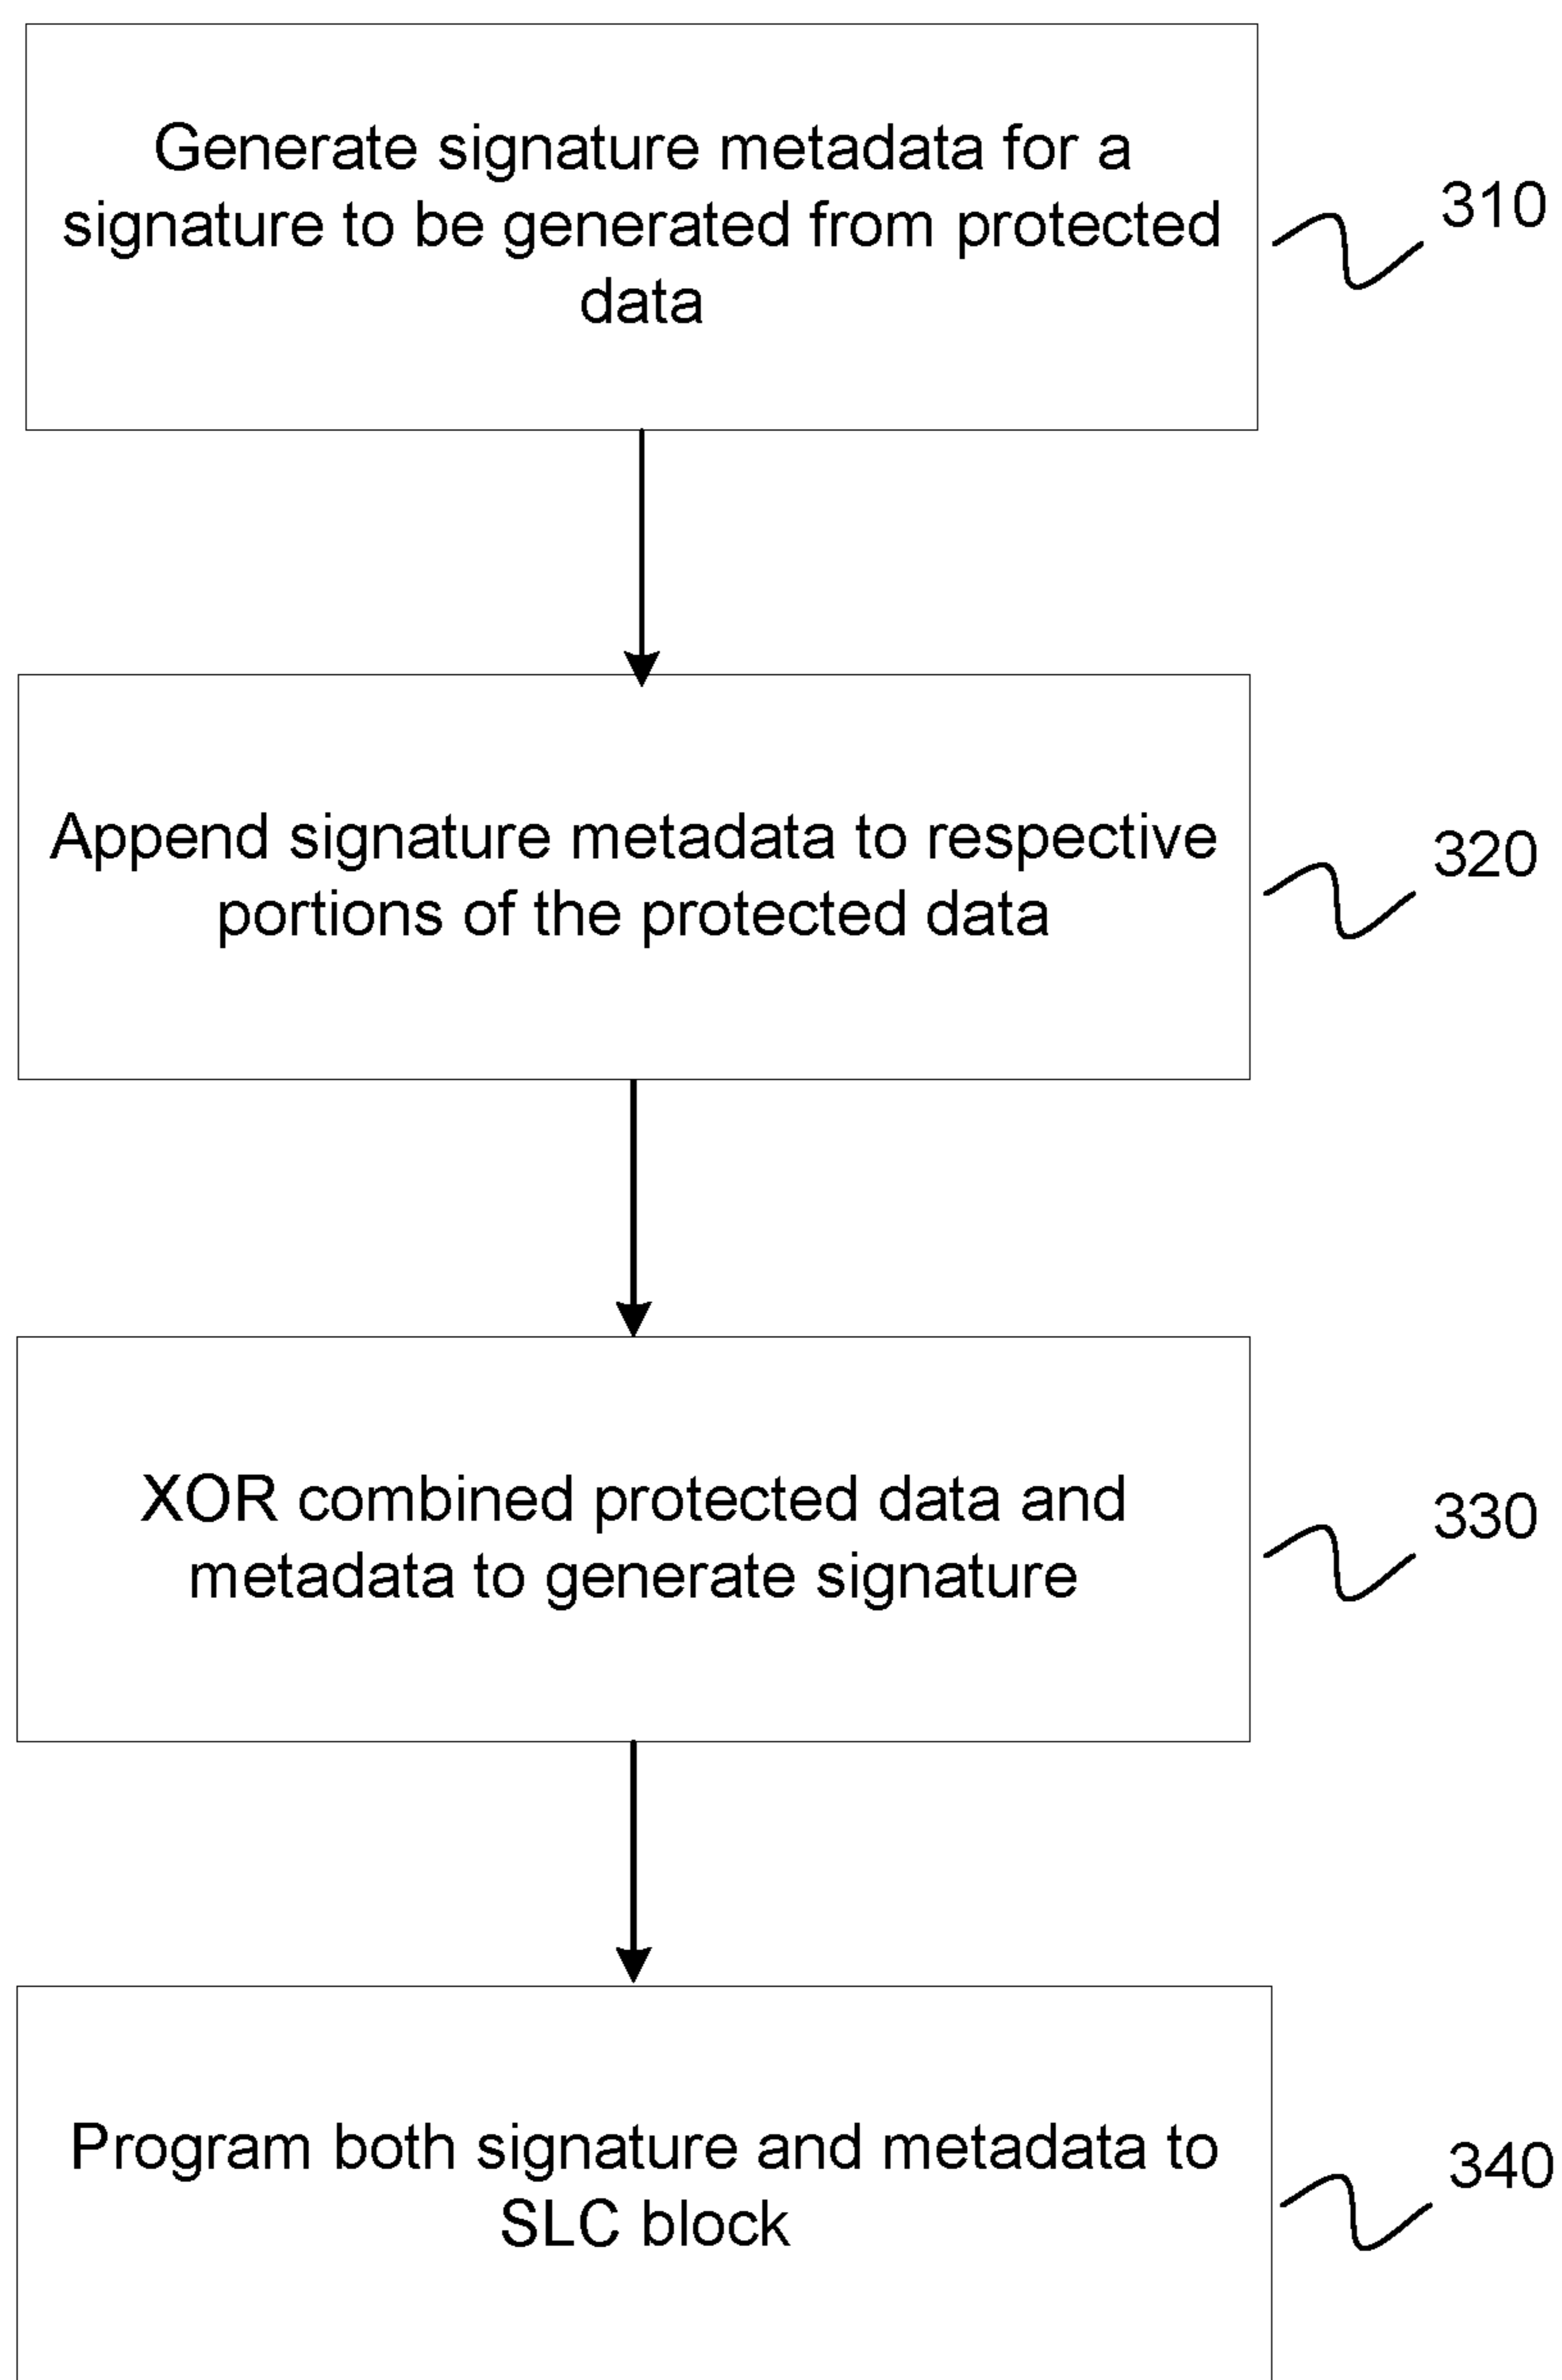 Generate signature metadata for a
signature to be generated from protected
data
310
Append signature metadata to respective
portions of the protected data
320
XOR combined protected data and
metadata to generate signature
330
Program both signature and metadata to
SLC block
340